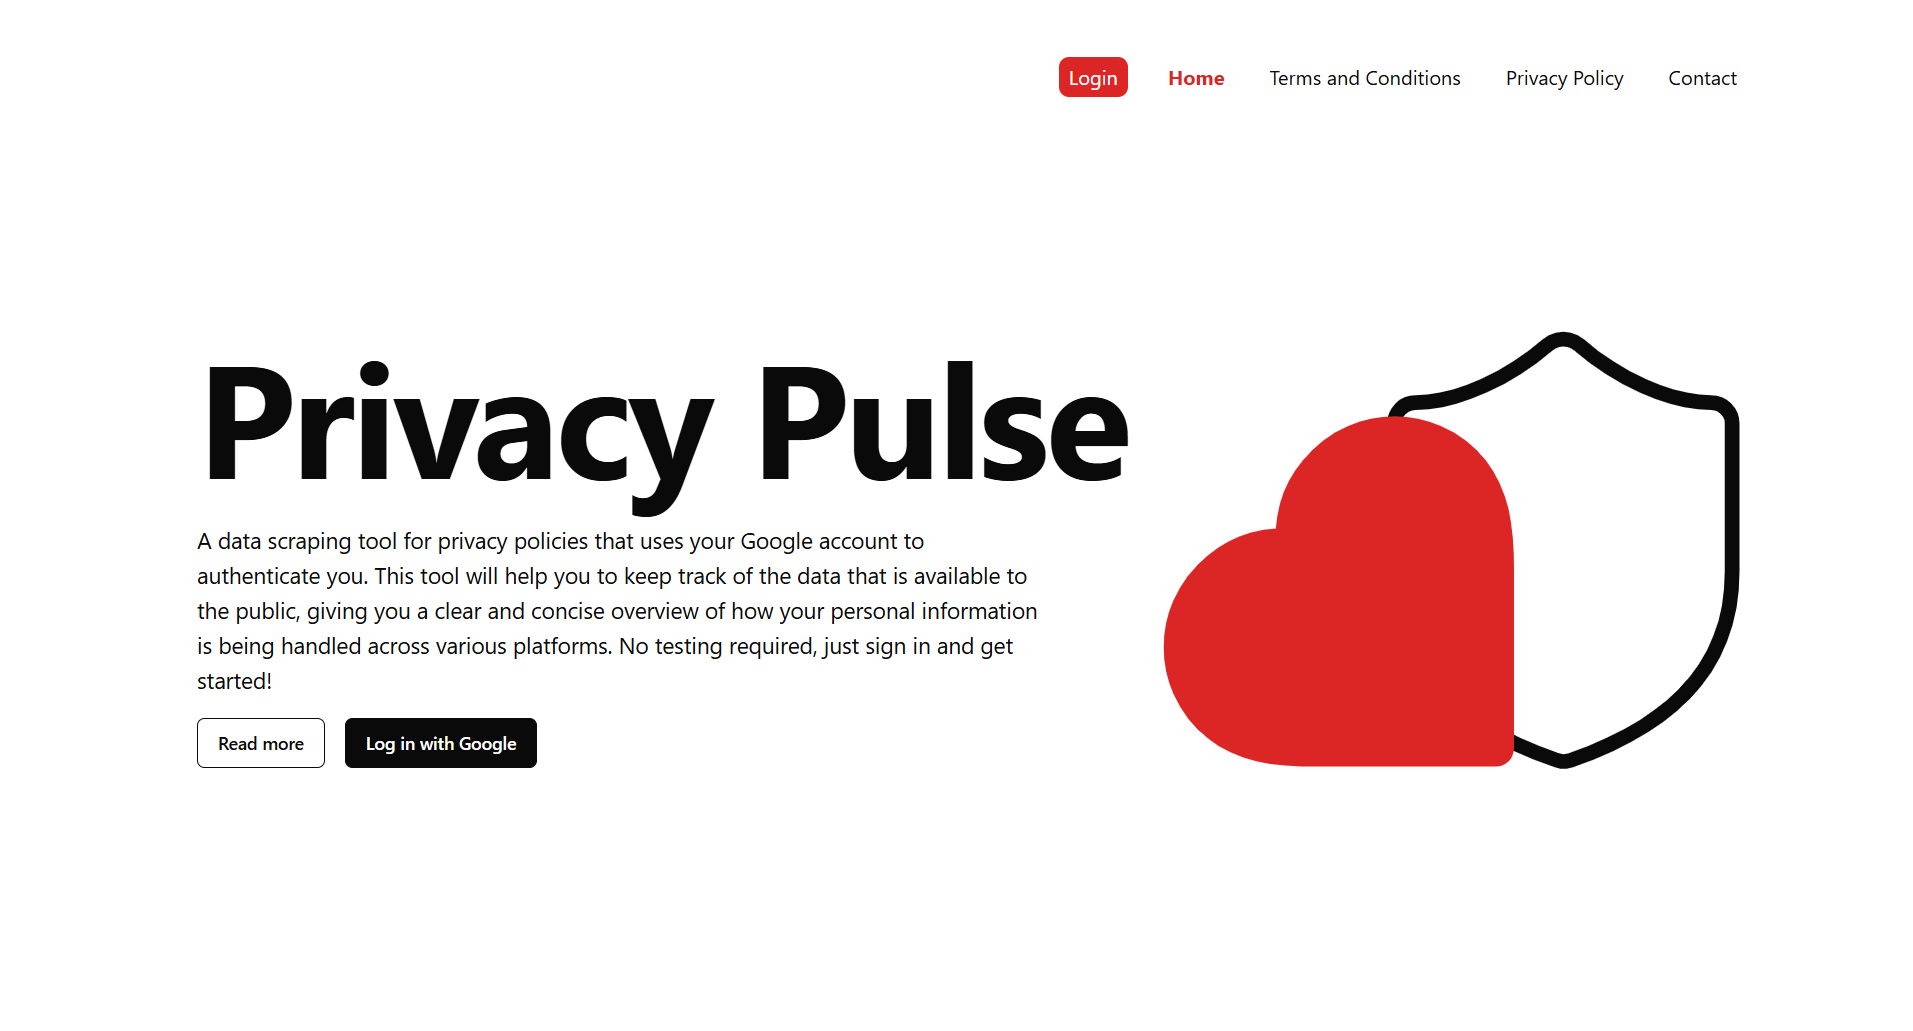 Login Home Terms and Conditions Privacy Policy Contact
Privacy Pulse
A data scraping tool for privacy policies that uses your Google account to
authenticate you. This tool will help you to keep track of the data that is available to
the public, giving you a clear and concise overview of how your personal information
is being handled across various platforms. No testing required, just sign in and get
started!
Read more Log in with Google